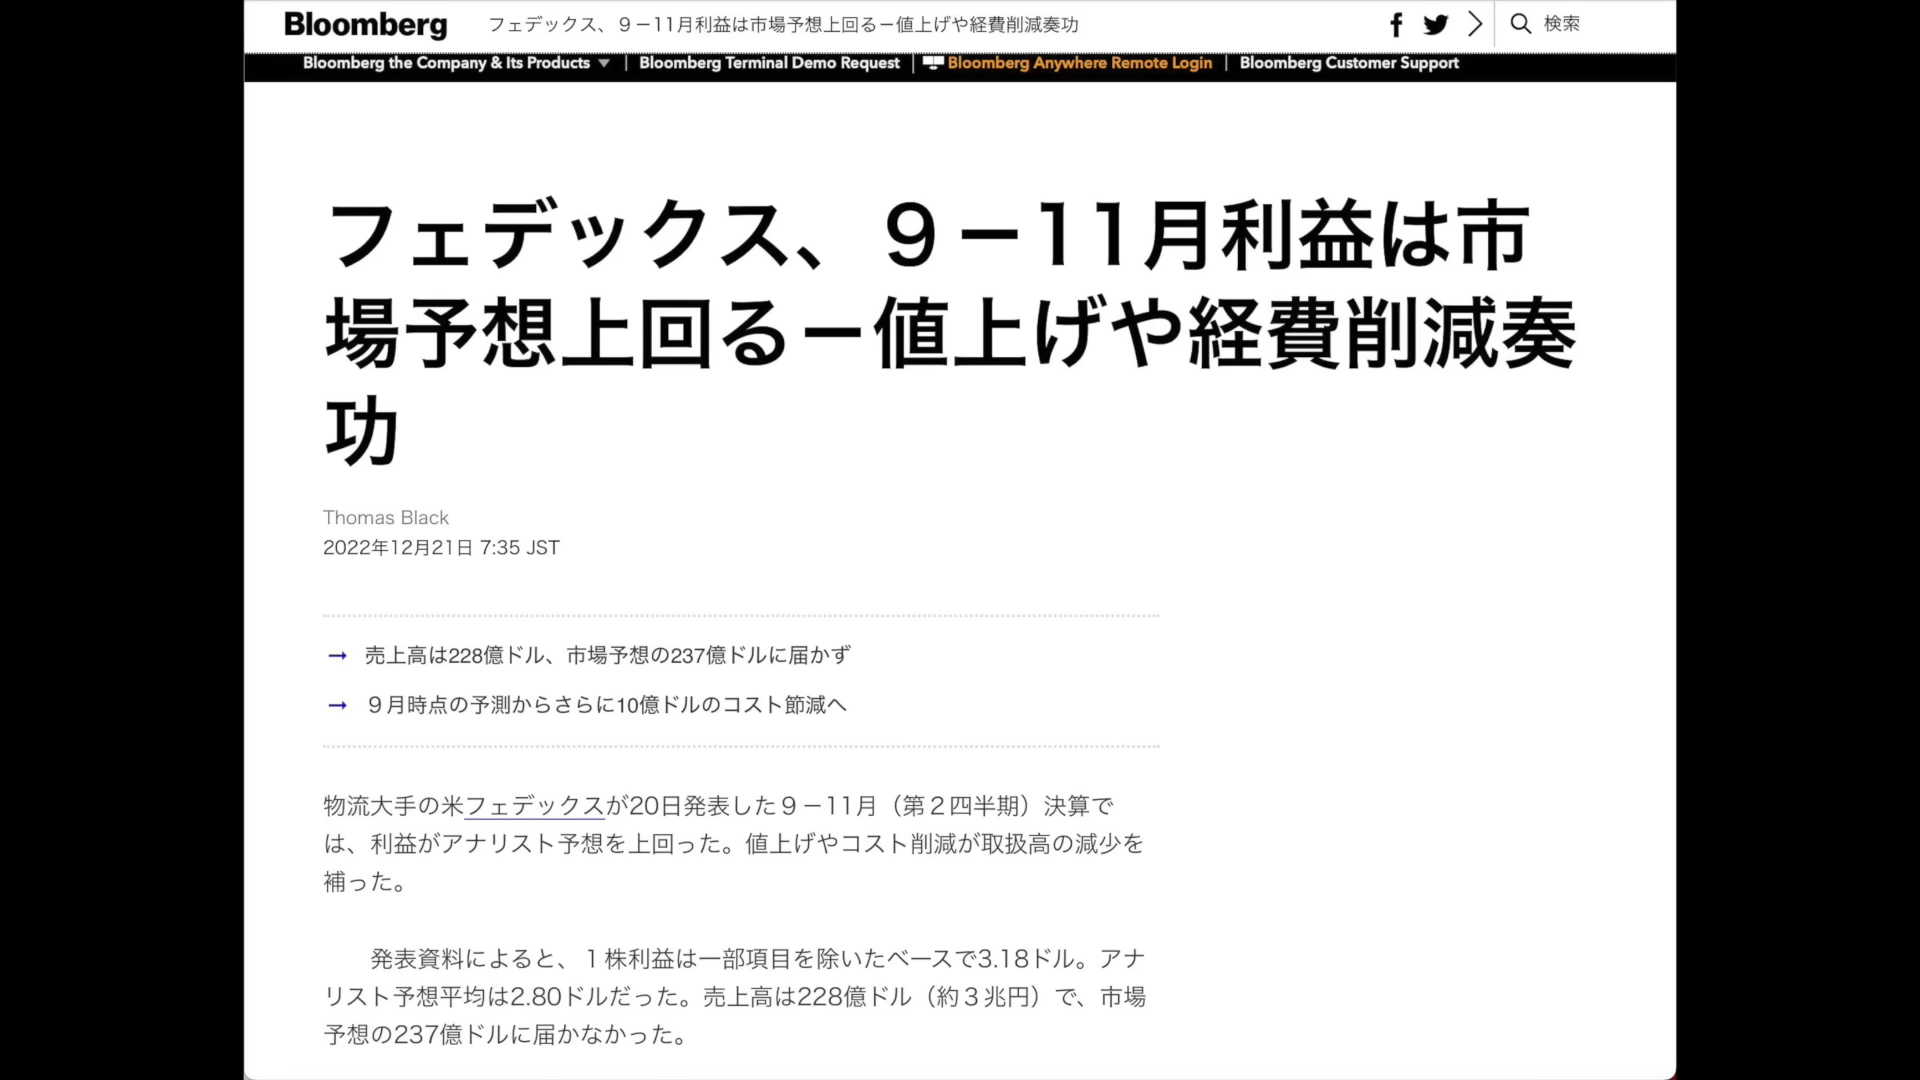 Bloomberg フェデックス、９－11月利益は市場予想上回る－値上げや経費削減奏功 検索
Bloomberg the Company & Its Products ▼ | Bloomberg Terminal Demo Request | Bloomberg Anywhere Remote Login | Bloomberg Customer Support
フェデックス、９－11月利益は市
場予想上回る－値上げや経費削減奏
功
Thomas Black
2022年12月21日 7:35 JST
→ 売上高は228億ドル、市場予想の237億ドルに届かず
→ ９月時点の予測からさらに10億ドルのコスト節減へ
物流大手の米フェデックスが20日発表した９－11月（第２四半期）決算で
は、利益がアナリスト予想を上回った。値上げやコスト削減が取扱高の減少を
補った。
発表資料によると、１株利益は一部項目を除いたベースで3.18ドル。アナ
リスト予想平均は2.80ドルだった。売上高は228億ドル（約３兆円）で、市場
予想の237億ドルに届かなかった。